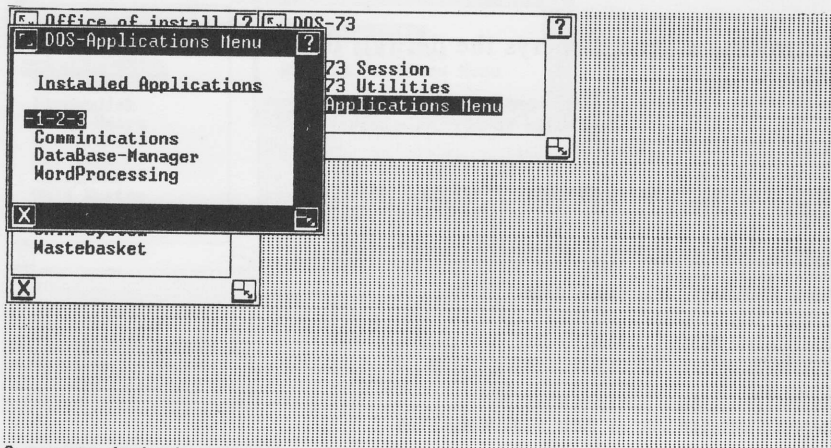 Office of install ?
DOS-73 ?
DOS-Applications Menu ?
73 Session
73 Utilities
Applications Menu
Installed Applications
-1-2-3
Comminications
DataBase-Manager
WordProcessing
X
Wastebasket
X